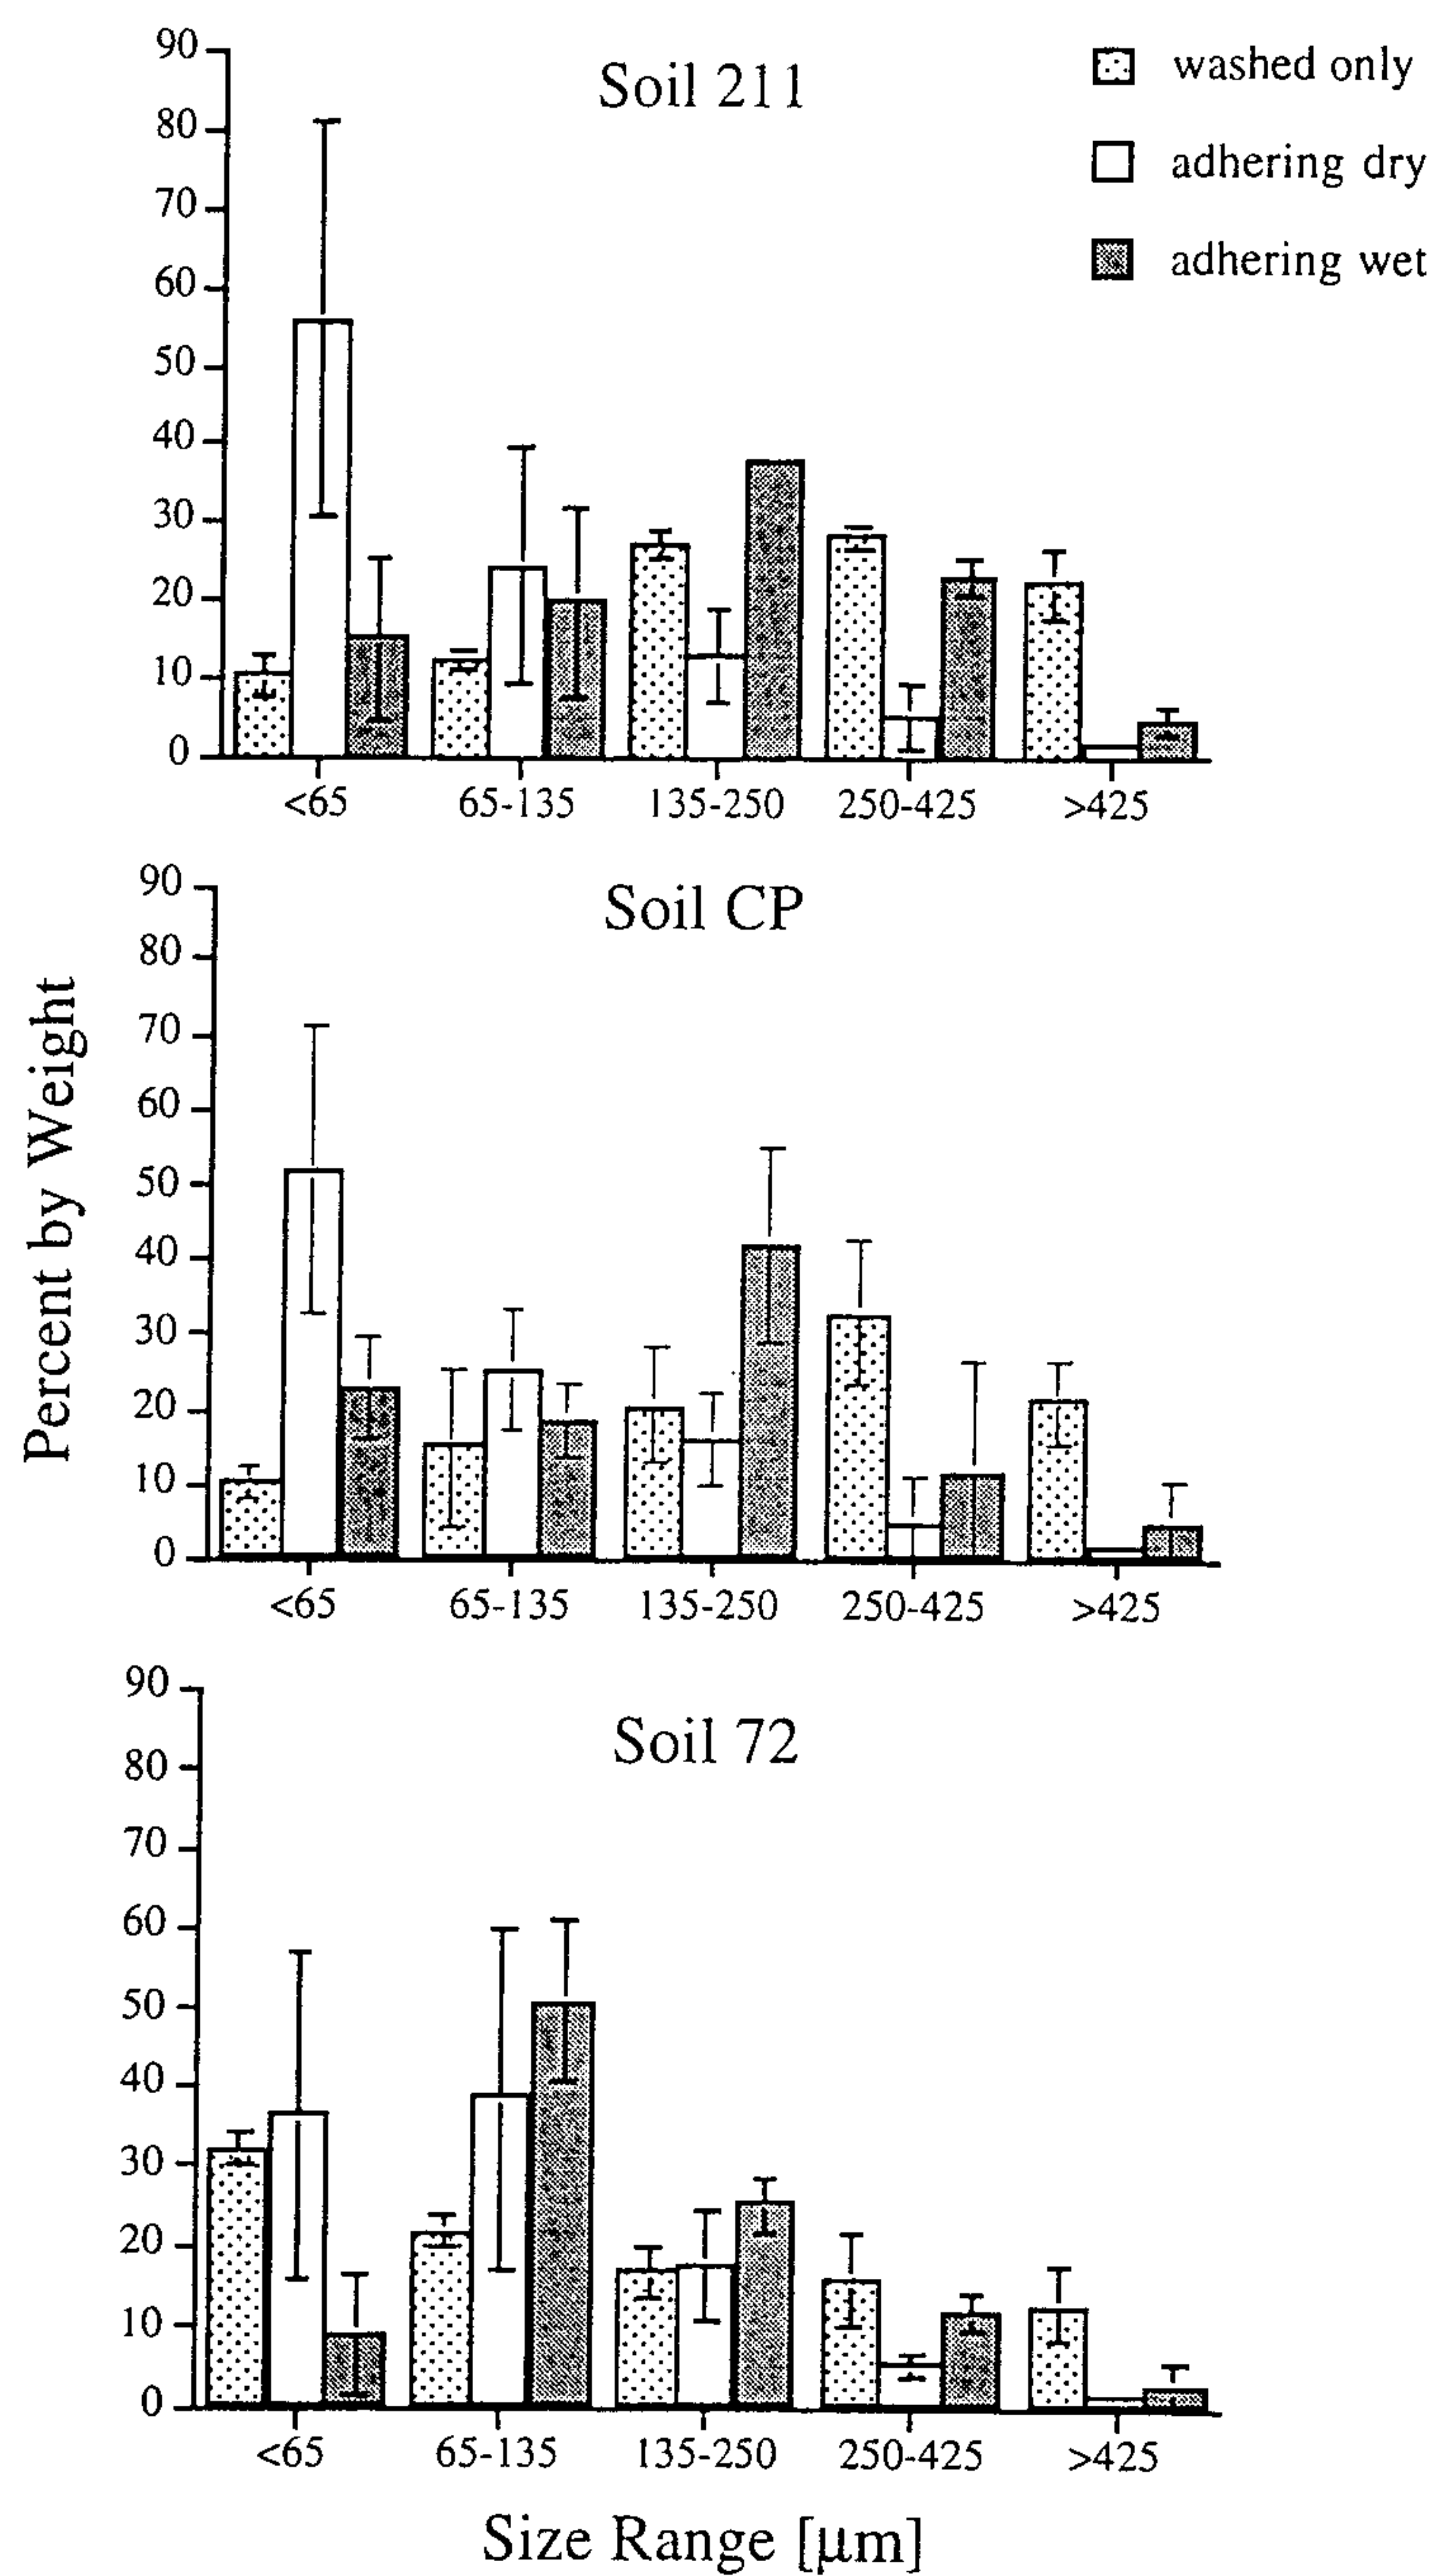 Soil 211
washed only
adhering dry
adhering wet
90
80
70
60
50
40
30
20
10
0
<65 65-135 135-250 250-425 >425
Soil CP
90
80
70
60
50
40
30
20
10
0
<65 65-135 135-250 250-425 >425
Percent by Weight
Soil 72
90
80
70
60
50
40
30
20
10
0
<65 65-135 135-250 250-425 >425
Size Range [μm]